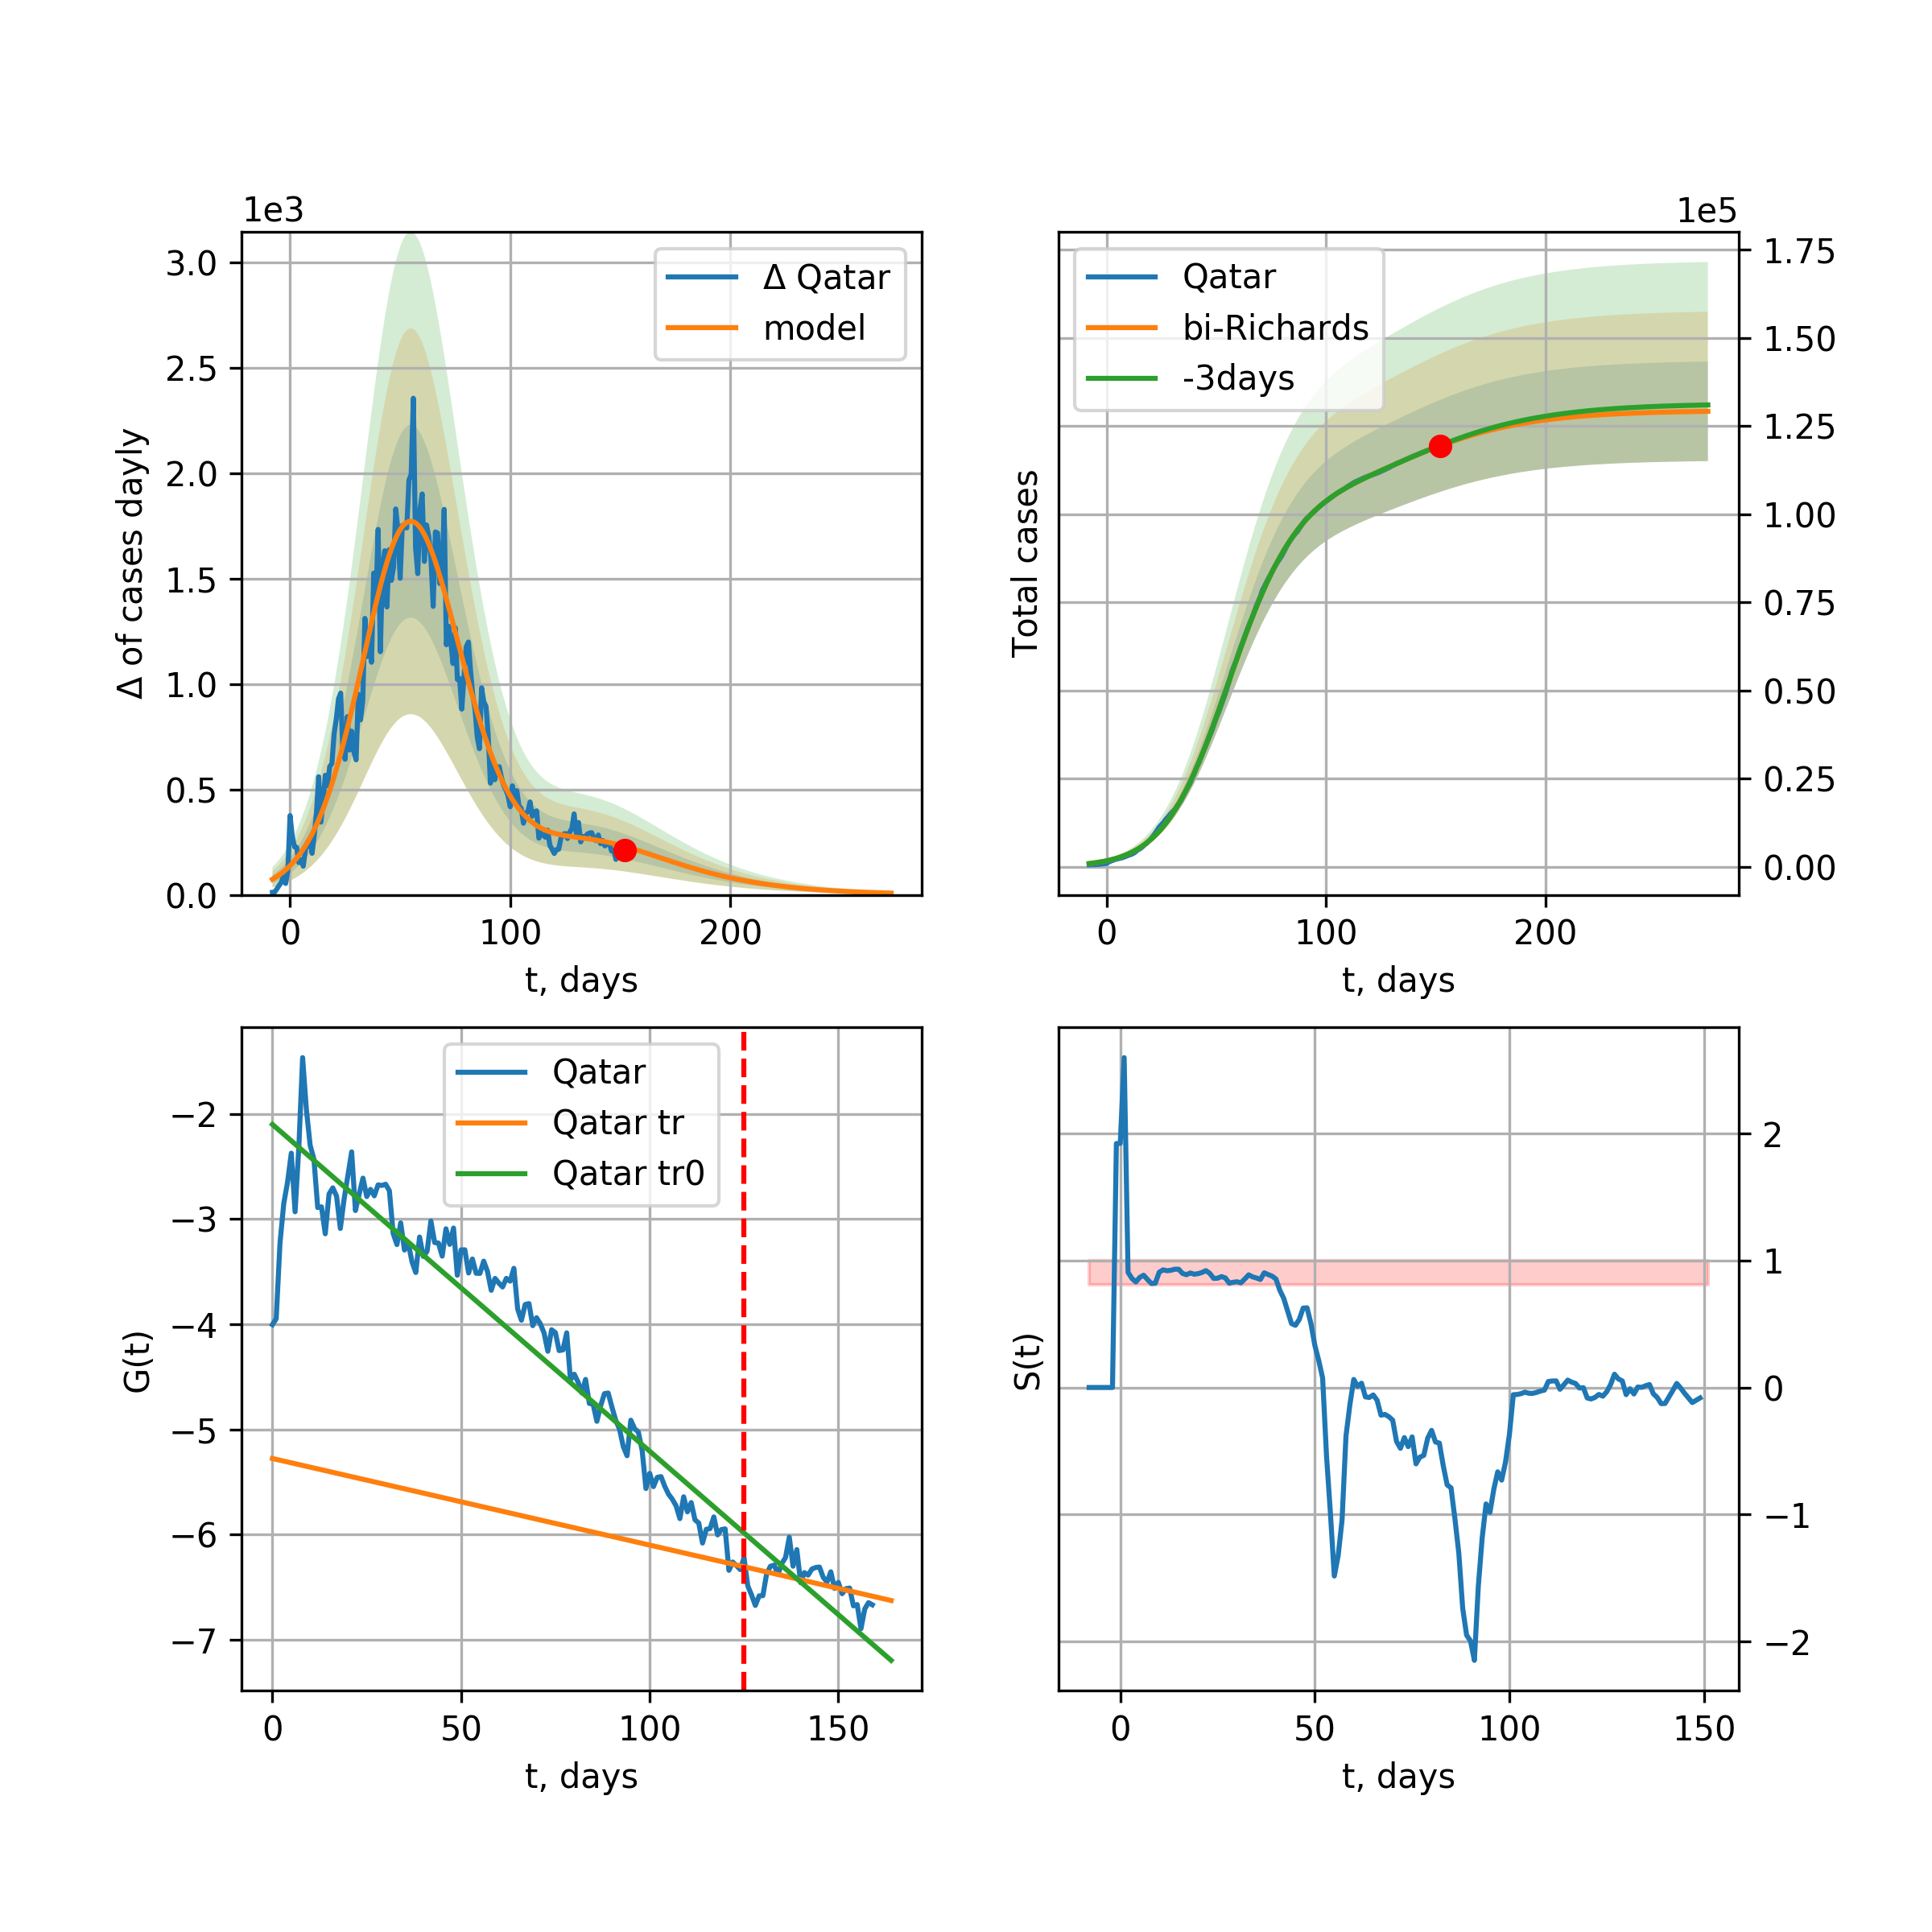 1e3
3.0
2.5
2.0
1.5
1.0
0.5
0.0
Δ of cases dayly
Δ Qatar
model
0 100 200
t, days
1e5
1.75
1.50
1.25
1.00
0.75
0.50
0.25
0.00
Total cases
Qatar
bi-Richards
-3days
0 100 200
t, days
−2
−3
−4
−5
−6
−7
G(t)
Qatar
Qatar tr
Qatar tr0
0 50 100 150
t, days
2
1
0
−1
−2
S(t)
0 50 100 150
t, days